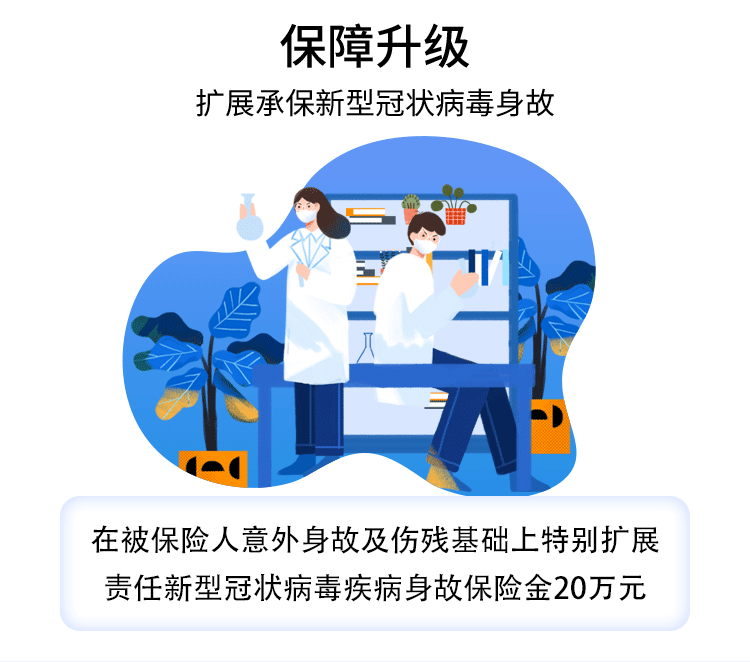 保障升级
扩展承保新型冠状病毒身故
在被保险人意外身故及伤残基础上特别扩展
责任新型冠状病毒疾病身故保险金20万元